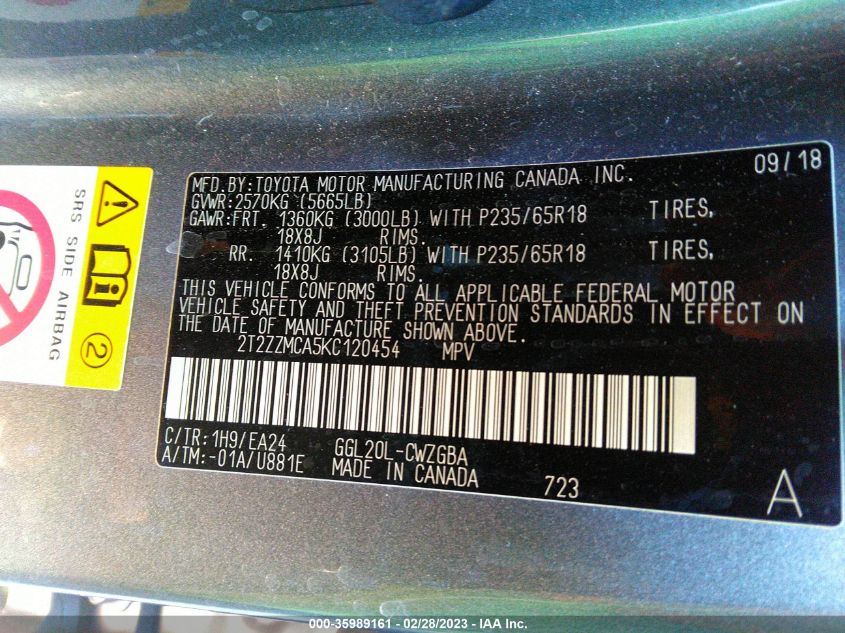 MFD.BY:TOYOTA MOTOR MANUFACTURING CANADA INC. 09/18
GVWR:2570KG (5665LB)
GAWR:FRT. 1360KG (3000LB) WITH P235/65R18 TIRES,
18X8J RIMS.
RR. 1410KG (3105LB) WITH P235/65R18 TIRES,
18X8J RIMS.
THIS VEHICLE CONFORMS TO ALL APPLICABLE FEDERAL MOTOR
VEHICLE SAFETY AND THEFT PREVENTION STANDARDS IN EFFECT ON
THE DATE OF MANUFACTURE SHOWN ABOVE.
2T2ZZMCA5KC120454 MPV
C/TR:1H9/EA24 GGL20L-CWZGBA
A/TM:-01A/U881E MADE IN CANADA 723 A
SRS SIDE AIRBAG
2
000-35989161 - 02/28/2023 - IAA Inc.